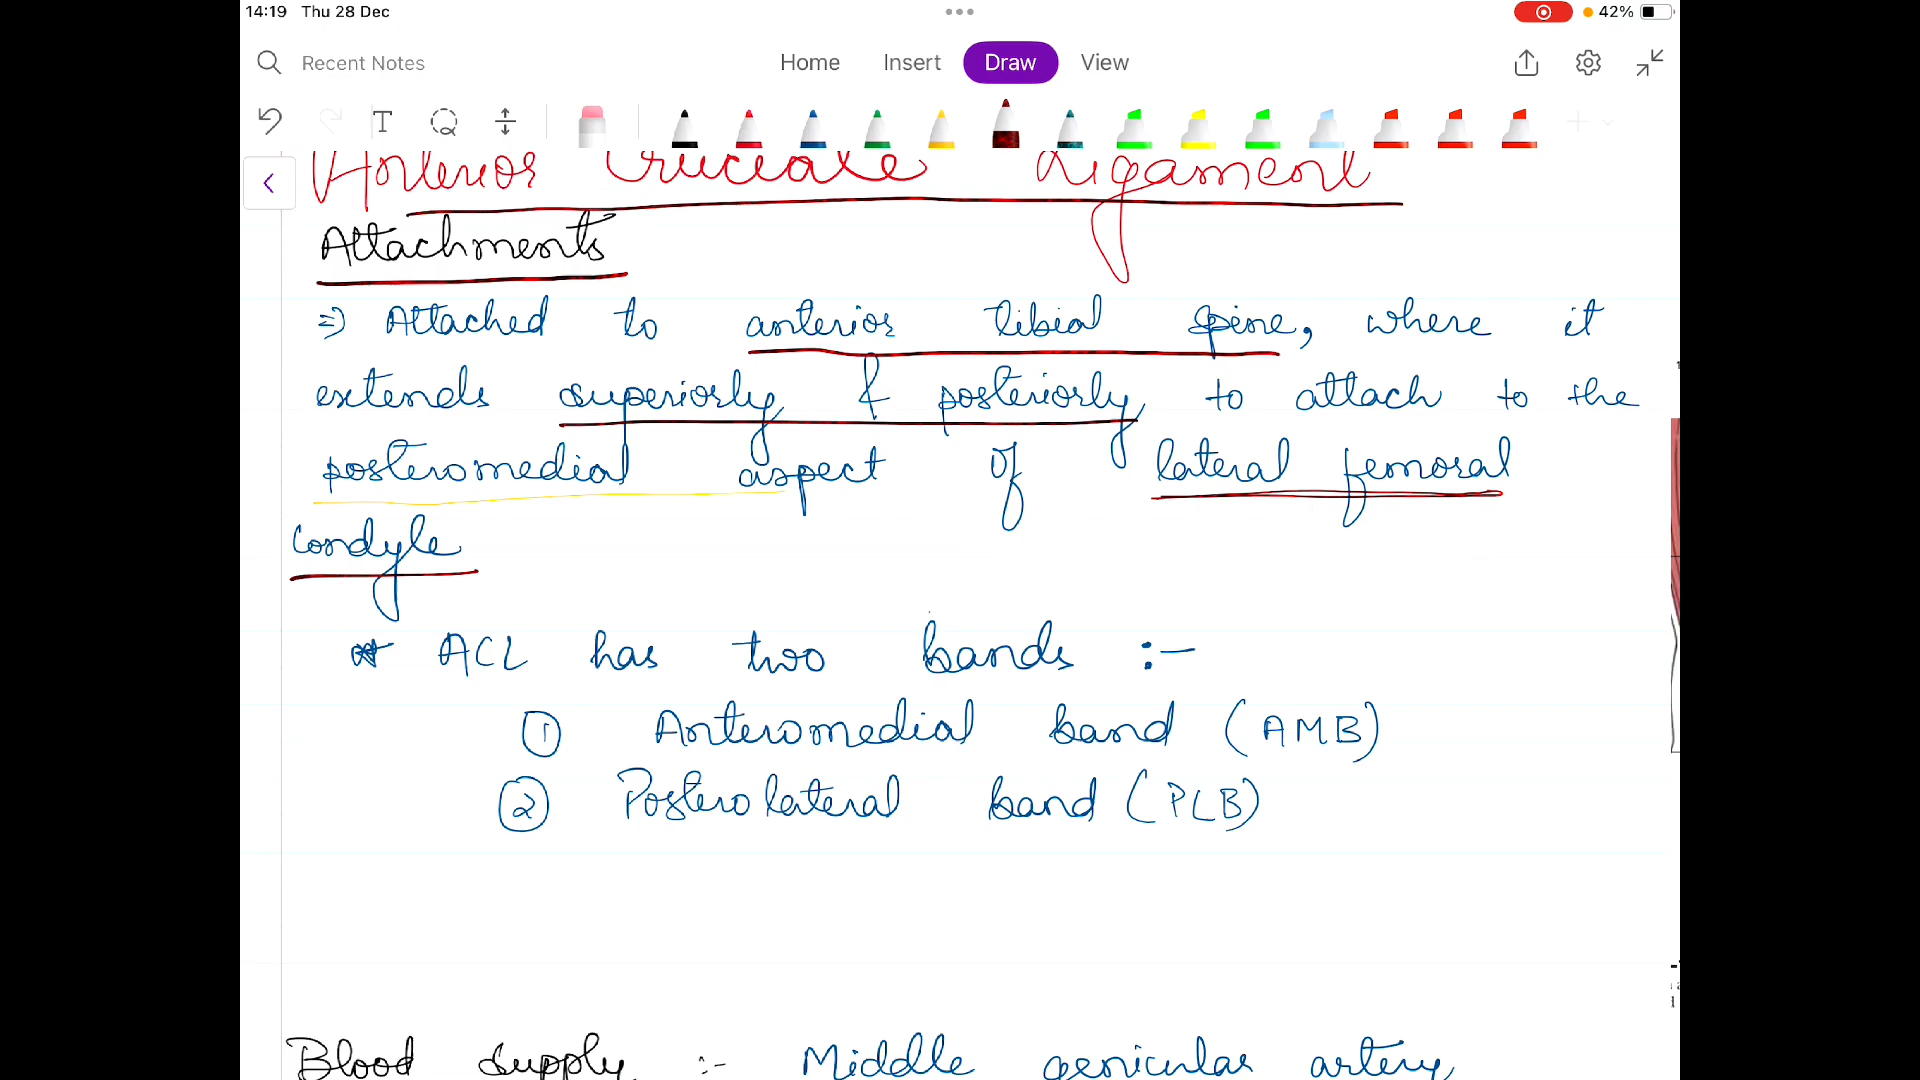 14:19 Thu 28 Dec
42%
Recent Notes
Home Insert Draw View
T
Anterior Cruciate Ligament
Attachments
=> Attached to anterior tibial spine, where it
extends superiorly & posteriorly to attach to the
posteromedial aspect of lateral femoral
condyle
* ACL has two bands :-
① Anteromedial band (AMB)
② Posterolateral band (PLB)
Blood supply :- Middle genicular artery